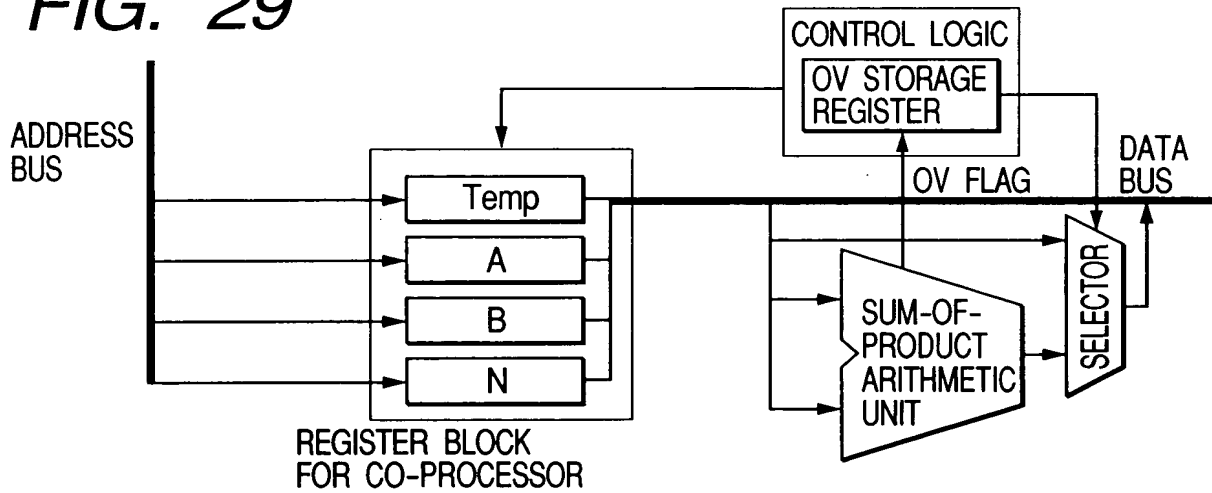 FIG. 29
CONTROL LOGIC
OV STORAGE
REGISTER
ADDRESS
BUS
DATA
BUS
OV FLAG
Temp
A
B
N
SUM-OF-
PRODUCT
ARITHMETIC
UNIT
SELECTOR
REGISTER BLOCK
FOR CO-PROCESSOR